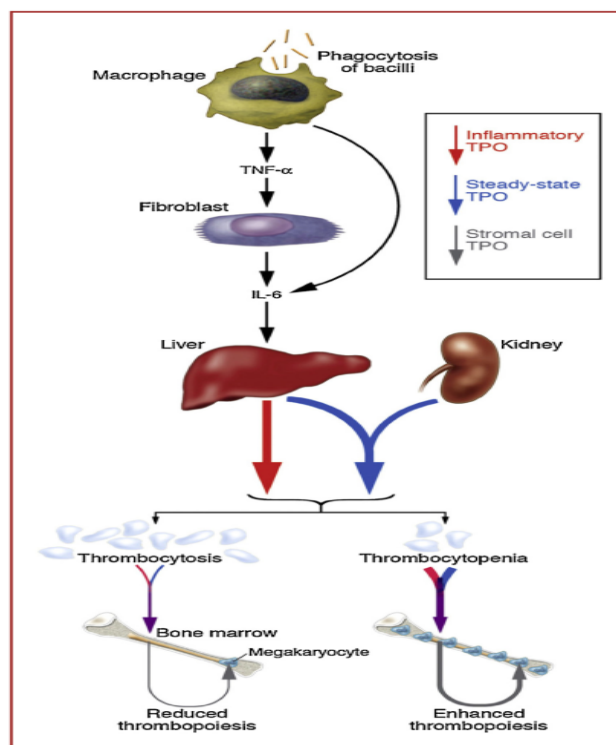 Phagocytosis
of bacilli
Macrophage
Inflammatory
TPO
Steady-state
TPO
Stromal cell
TPO
TNF-α
Fibroblast
IL-6
Liver
Kidney
Thrombocytosis
Thrombocytopenia
Bone marrow
Megakaryocyte
Reduced
thrombopoiesis
Enhanced
thrombopoiesis